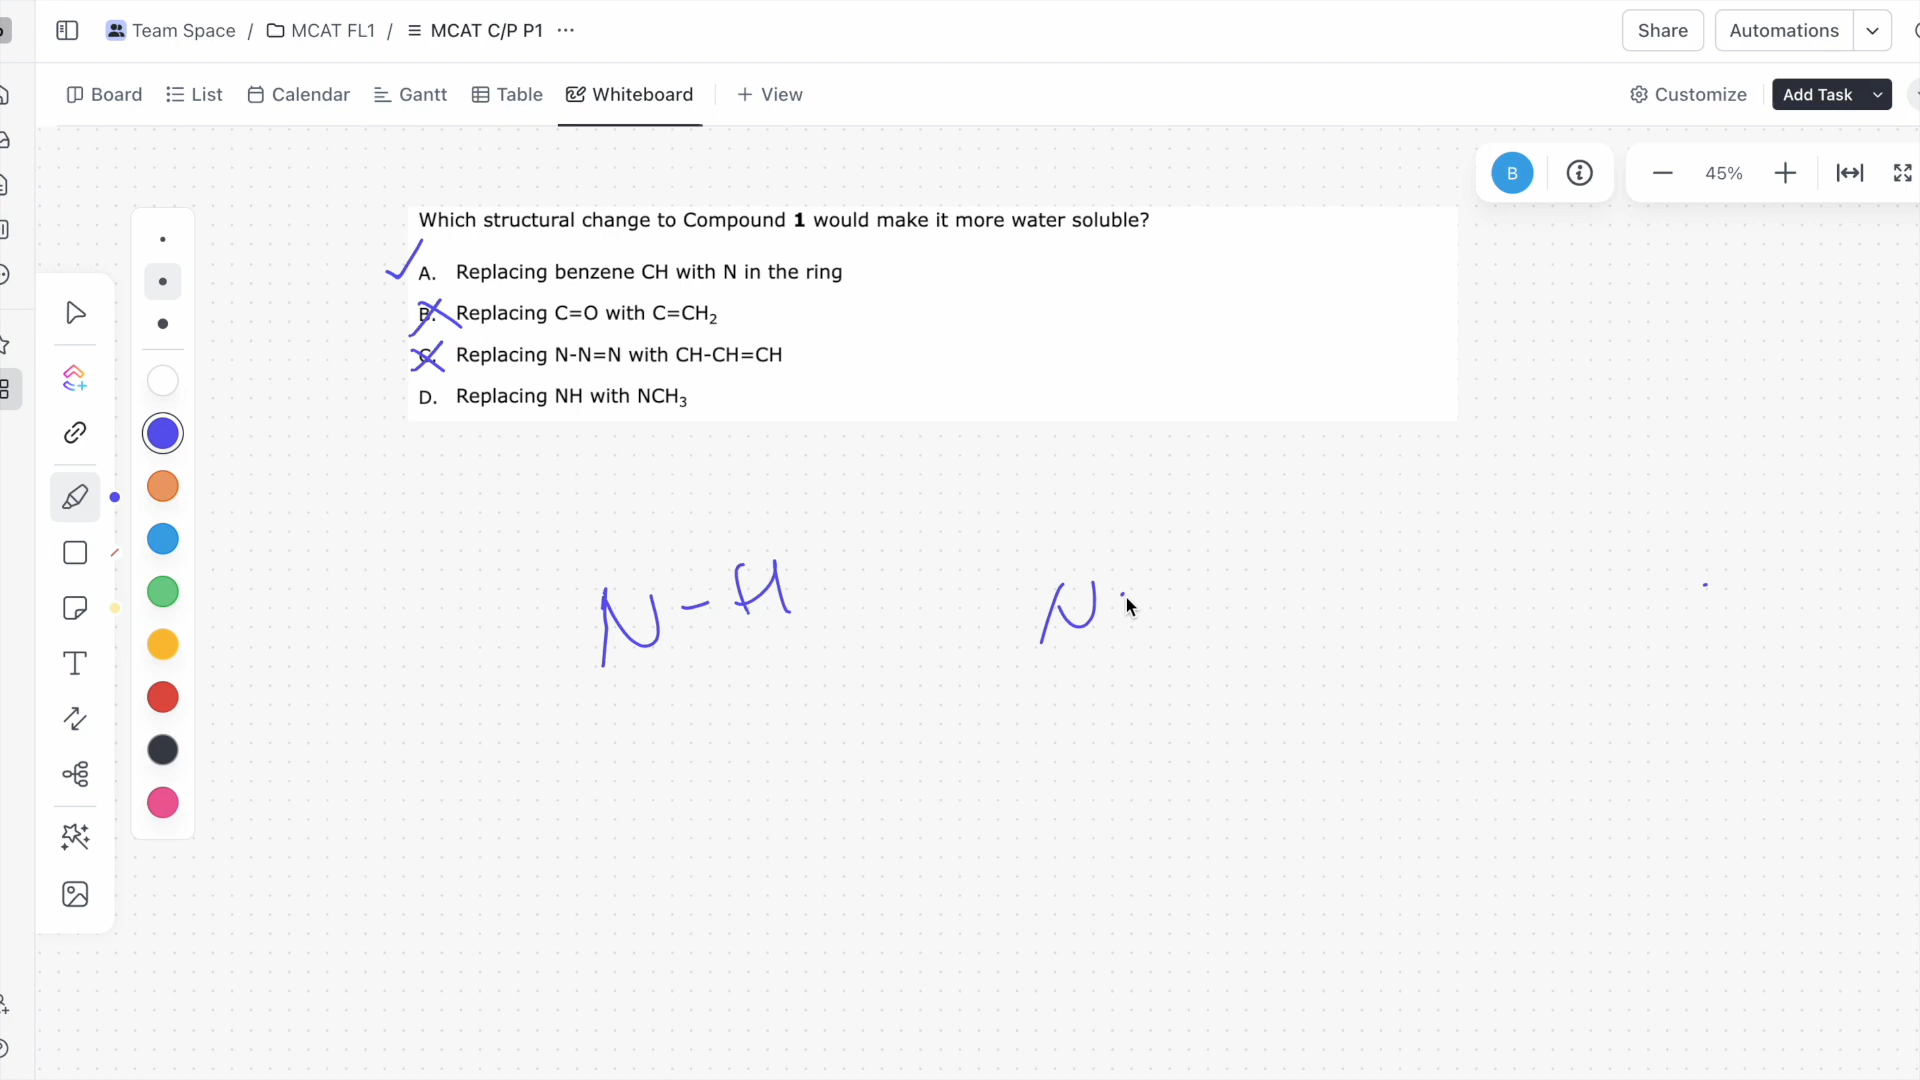 Team Space / MCAT FL1 / MCAT C/P P1 ...
Share
Automations
Board
List
Calendar
Gantt
Table
Whiteboard
+ View
Customize
Add Task
B
45%
Which structural change to Compound 1 would make it more water soluble?
A. Replacing benzene CH with N in the ring
B. Replacing C=O with C=CH₂
C. Replacing N-N=N with CH-CH=CH
D. Replacing NH with NCH₃
N-H
N
T